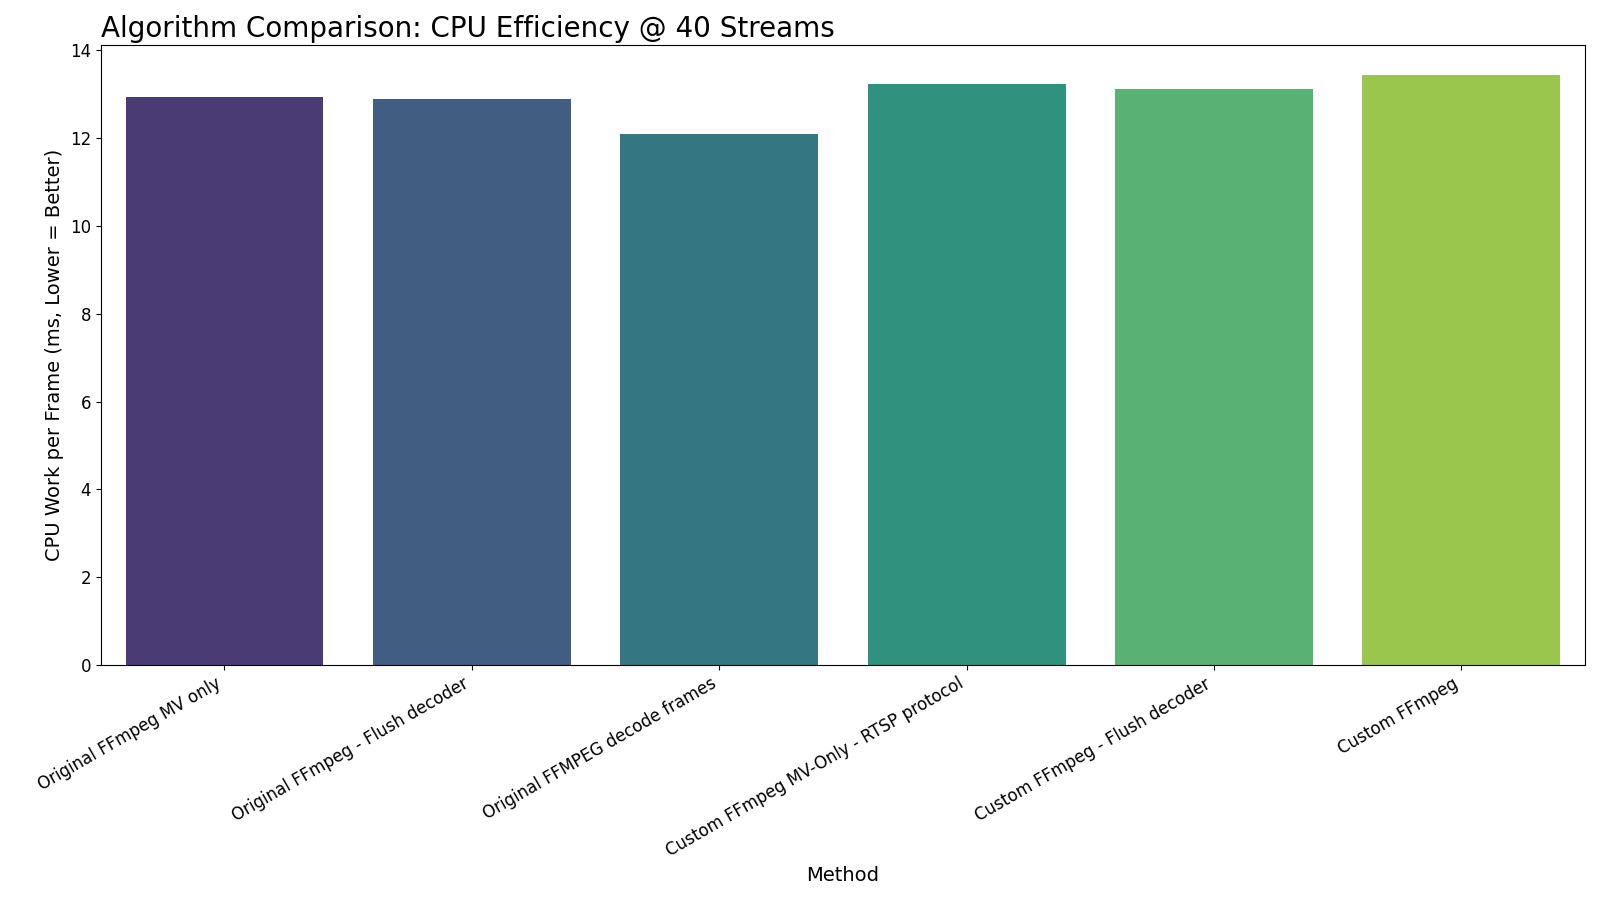 Algorithm Comparison: CPU Efficiency @ 40 Streams
CPU Work per Frame (ms, Lower = Better)
14
12
10
8
6
4
2
0
Original FFmpeg MV only
Original FFmpeg - Flush decoder
Original FFMPEG decode frames
Custom FFmpeg MV-Only - RTSP protocol
Custom FFmpeg - Flush decoder
Custom FFmpeg
Method